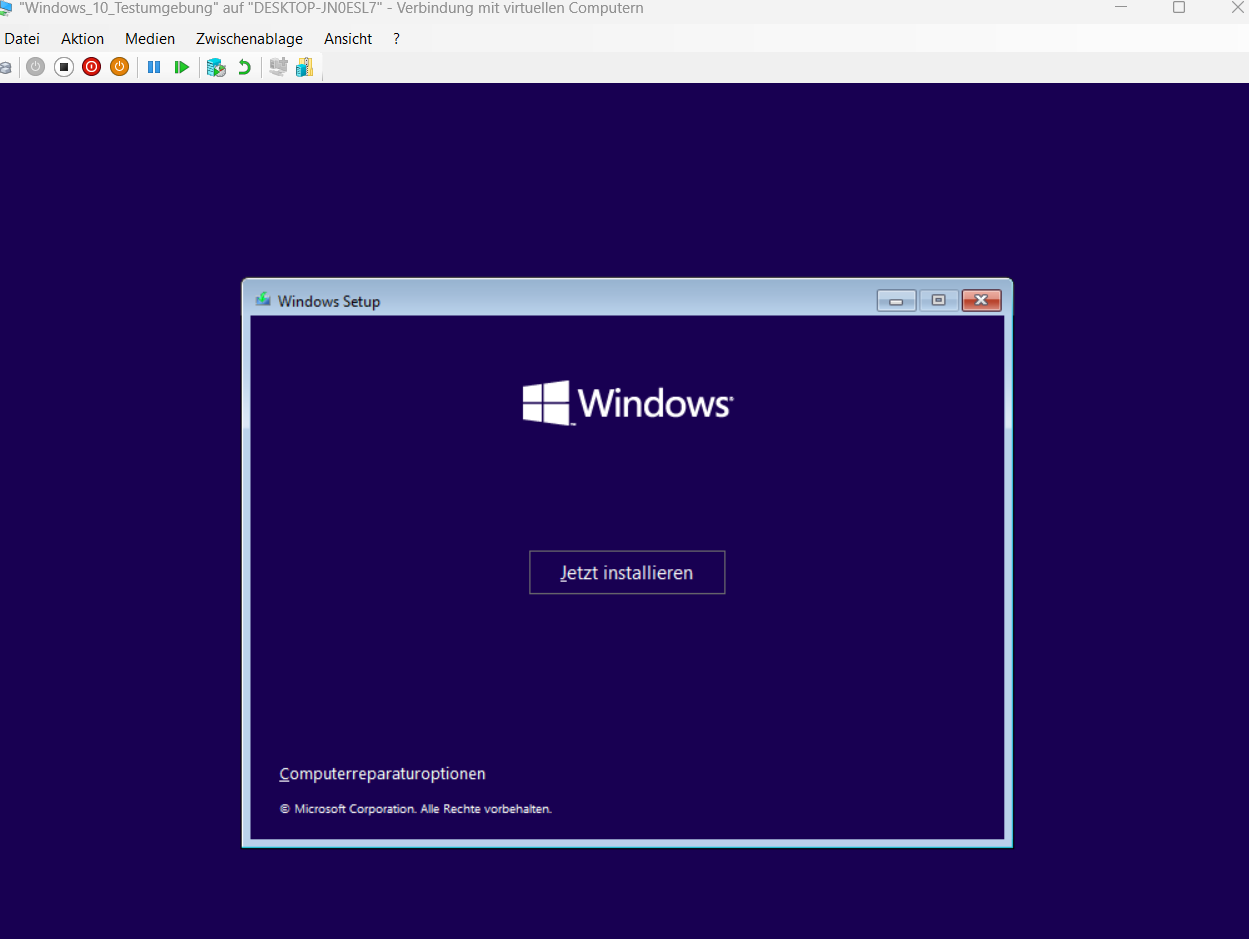 "Windows_10_Testumgebung" auf "DESKTOP-JN0ESL7" - Verbindung mit virtuellen Computern
Datei Aktion Medien Zwischenablage Ansicht ?
Windows Setup
Windows
Jetzt installieren
Computerreparaturoptionen
© Microsoft Corporation. Alle Rechte vorbehalten.